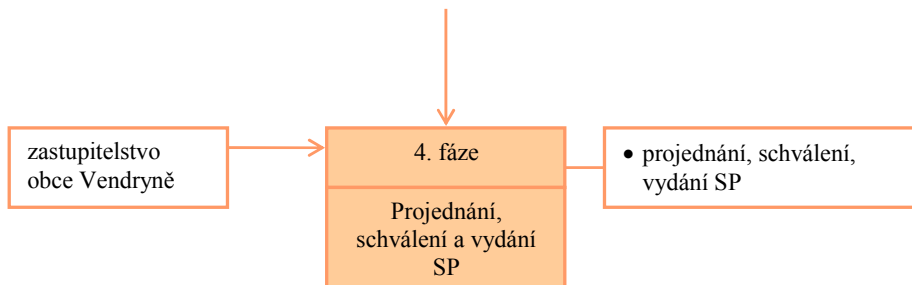 zastupitelstvo
obce Vendryně
4. fáze
Projednání,
schválení a vydání
SP
• projednání, schválení,
vydání SP